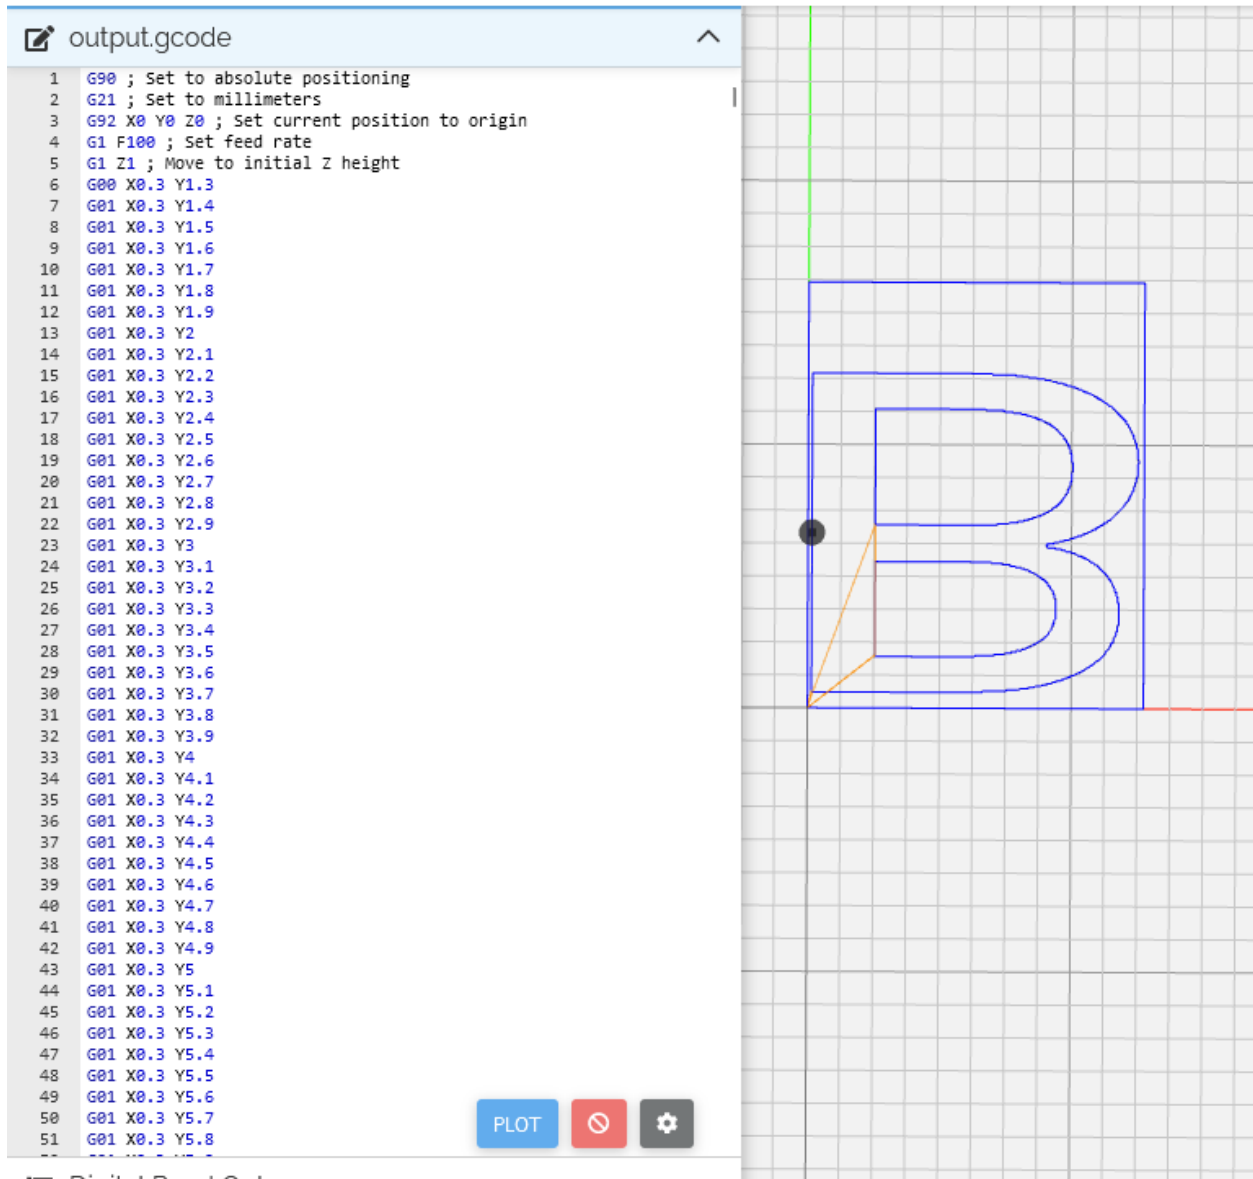 output.gcode
1 G90 ; Set to absolute positioning
2 G21 ; Set to millimeters
3 G92 X0 Y0 Z0 ; Set current position to origin
4 G1 F100 ; Set feed rate
5 G1 Z1 ; Move to initial Z height
6 G00 X0.3 Y1.3
7 G01 X0.3 Y1.4
8 G01 X0.3 Y1.5
9 G01 X0.3 Y1.6
10 G01 X0.3 Y1.7
11 G01 X0.3 Y1.8
12 G01 X0.3 Y1.9
13 G01 X0.3 Y2
14 G01 X0.3 Y2.1
15 G01 X0.3 Y2.2
16 G01 X0.3 Y2.3
17 G01 X0.3 Y2.4
18 G01 X0.3 Y2.5
19 G01 X0.3 Y2.6
20 G01 X0.3 Y2.7
21 G01 X0.3 Y2.8
22 G01 X0.3 Y2.9
23 G01 X0.3 Y3
24 G01 X0.3 Y3.1
25 G01 X0.3 Y3.2
26 G01 X0.3 Y3.3
27 G01 X0.3 Y3.4
28 G01 X0.3 Y3.5
29 G01 X0.3 Y3.6
30 G01 X0.3 Y3.7
31 G01 X0.3 Y3.8
32 G01 X0.3 Y3.9
33 G01 X0.3 Y4
34 G01 X0.3 Y4.1
35 G01 X0.3 Y4.2
36 G01 X0.3 Y4.3
37 G01 X0.3 Y4.4
38 G01 X0.3 Y4.5
39 G01 X0.3 Y4.6
40 G01 X0.3 Y4.7
41 G01 X0.3 Y4.8
42 G01 X0.3 Y4.9
43 G01 X0.3 Y5
44 G01 X0.3 Y5.1
45 G01 X0.3 Y5.2
46 G01 X0.3 Y5.3
47 G01 X0.3 Y5.4
48 G01 X0.3 Y5.5
49 G01 X0.3 Y5.6
50 G01 X0.3 Y5.7
51 G01 X0.3 Y5.8
PLOT
B